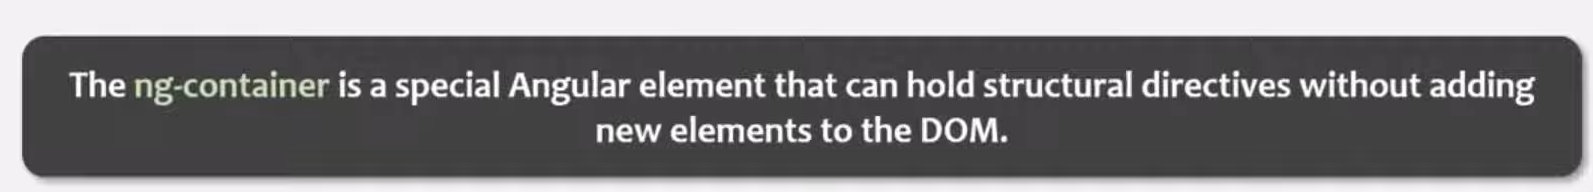 The ng-container is a special Angular element that can hold structural directives without adding
new elements to the DOM.